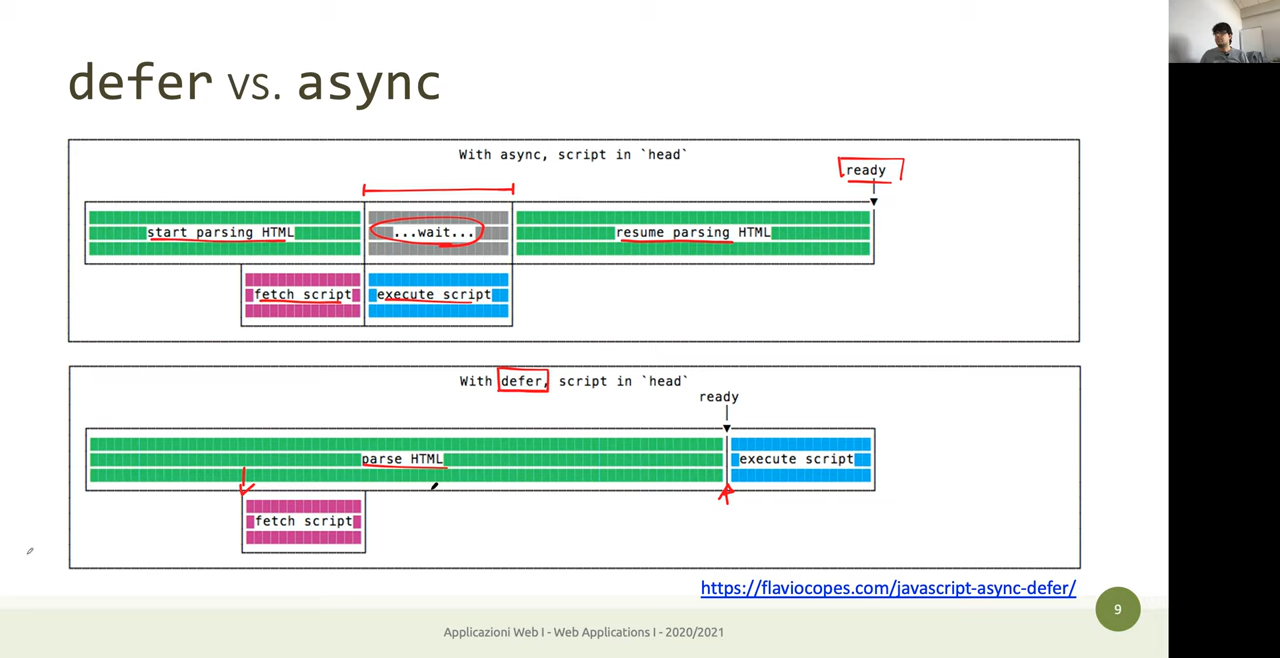 defer vs. async
With async, script in `head`
ready
start parsing HTML
...wait...
resume parsing HTML
fetch script
execute script
With defer, script in `head`
ready
parse HTML
execute script
fetch script
https://flaviocopes.com/javascript-async-defer/
9
Applicazioni Web I - Web Applications I - 2020/2021